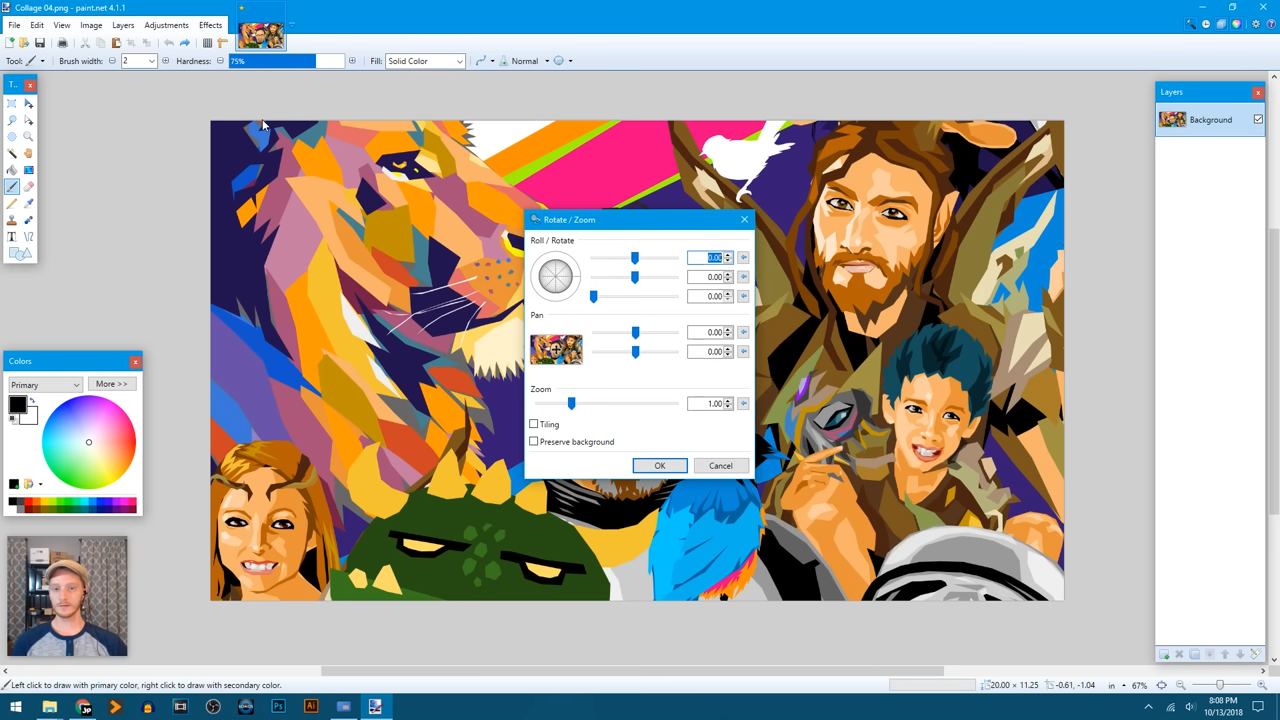 Collage 04.png - paint.net 4.1.1
File Edit View Image Layers Adjustments Effects
Tool: Brush width: 2 Hardness: 75% Fill: Solid Color Normal
T...
Layers
Background
Rotate / Zoom
Roll / Rotate
0.00
0.00
0.00
Pan
0.00
0.00
Zoom
1.00
Tiling
Preserve background
OK Cancel
Colors
Primary More >>
Left click to draw with primary color, right click to draw with secondary color. 20.00 × 11.25 -0.61, -1.04 in 67%
JP SONOS Ps Ai
8:08 PM
10/13/2018